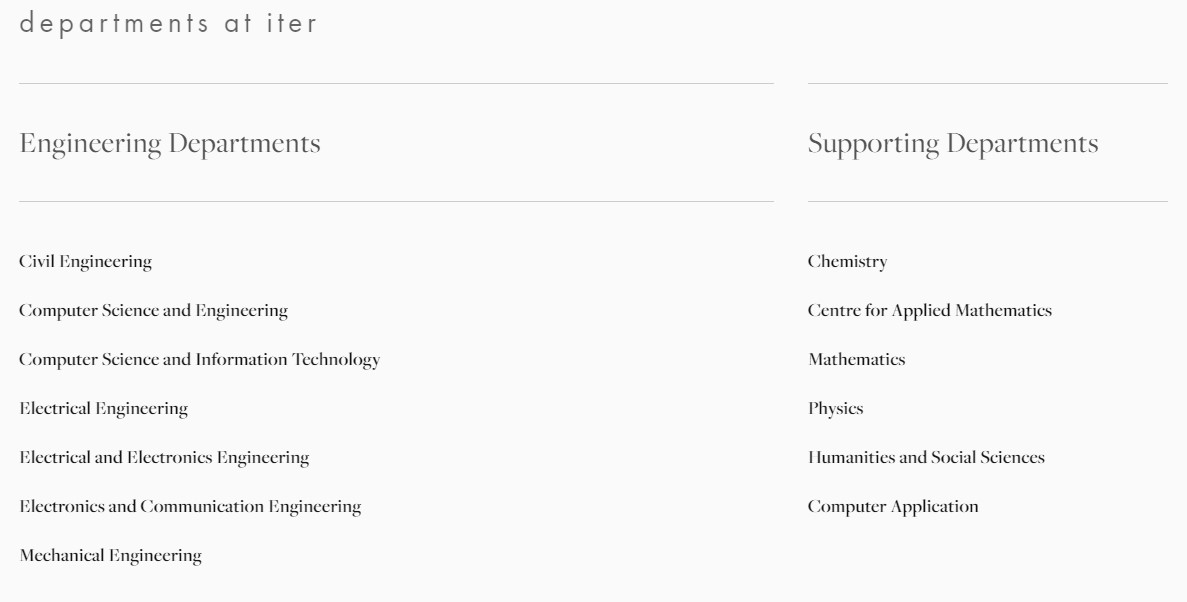 departments at iter
Engineering Departments
Civil Engineering
Computer Science and Engineering
Computer Science and Information Technology
Electrical Engineering
Electrical and Electronics Engineering
Electronics and Communication Engineering
Mechanical Engineering
Supporting Departments
Chemistry
Centre for Applied Mathematics
Mathematics
Physics
Humanities and Social Sciences
Computer Application